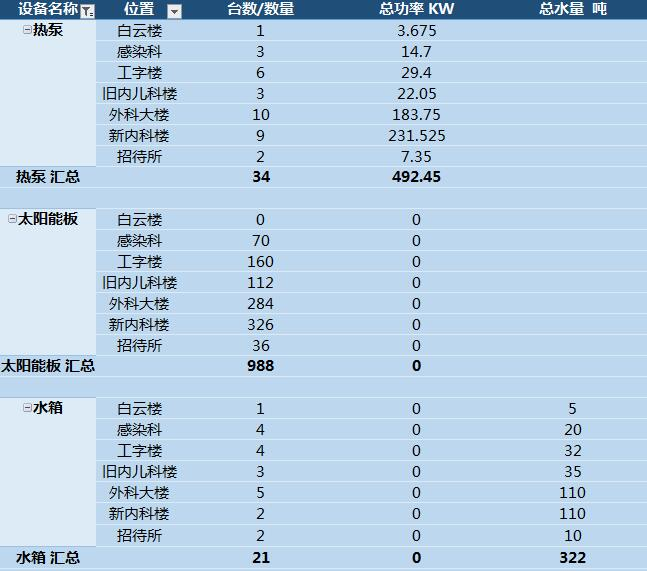 设备名称 位置 台数/数量 总功率 KW 总水量 吨
热泵 白云楼 1 3.675
感染科 3 14.7
工字楼 6 29.4
旧内儿科楼 3 22.05
外科大楼 10 183.75
新内科楼 9 231.525
招待所 2 7.35
热泵 汇总 34 492.45
太阳能板 白云楼 0 0
感染科 70 0
工字楼 160 0
旧内儿科楼 112 0
外科大楼 284 0
新内科楼 326 0
招待所 36 0
太阳能板 汇总 988 0
水箱 白云楼 1 0 5
感染科 4 0 20
工字楼 4 0 32
旧内儿科楼 3 0 35
外科大楼 5 0 110
新内科楼 2 0 110
招待所 2 0 10
水箱 汇总 21 0 322